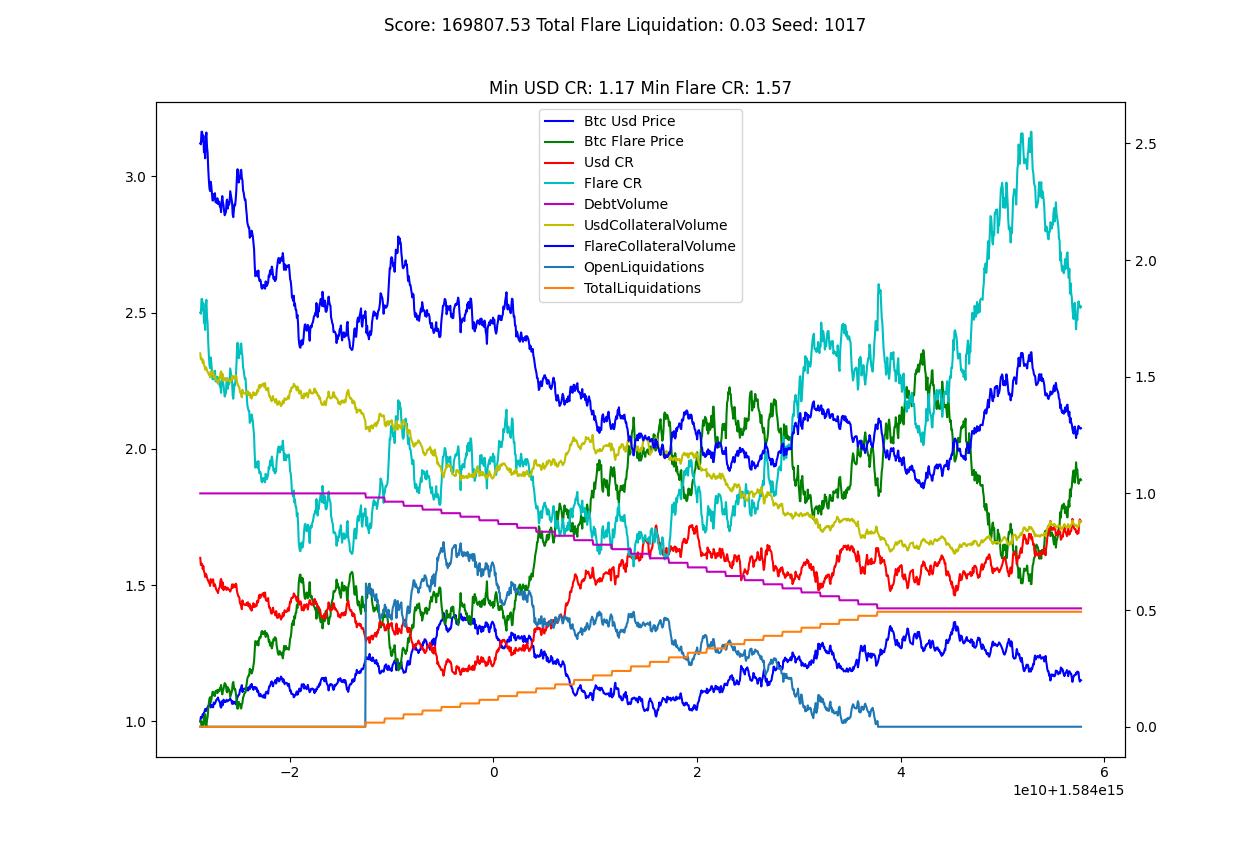 Score: 169807.53 Total Flare Liquidation: 0.03 Seed: 1017
Min USD CR: 1.17 Min Flare CR: 1.57
Btc Usd Price
Btc Flare Price
Usd CR
Flare CR
DebtVolume
UsdCollateralVolume
FlareCollateralVolume
OpenLiquidations
TotalLiquidations
3.0
2.5
2.0
1.5
1.0
2.5
2.0
1.5
1.0
0.5
0.0
−2
0
2
4
6
1e10+1.584e15